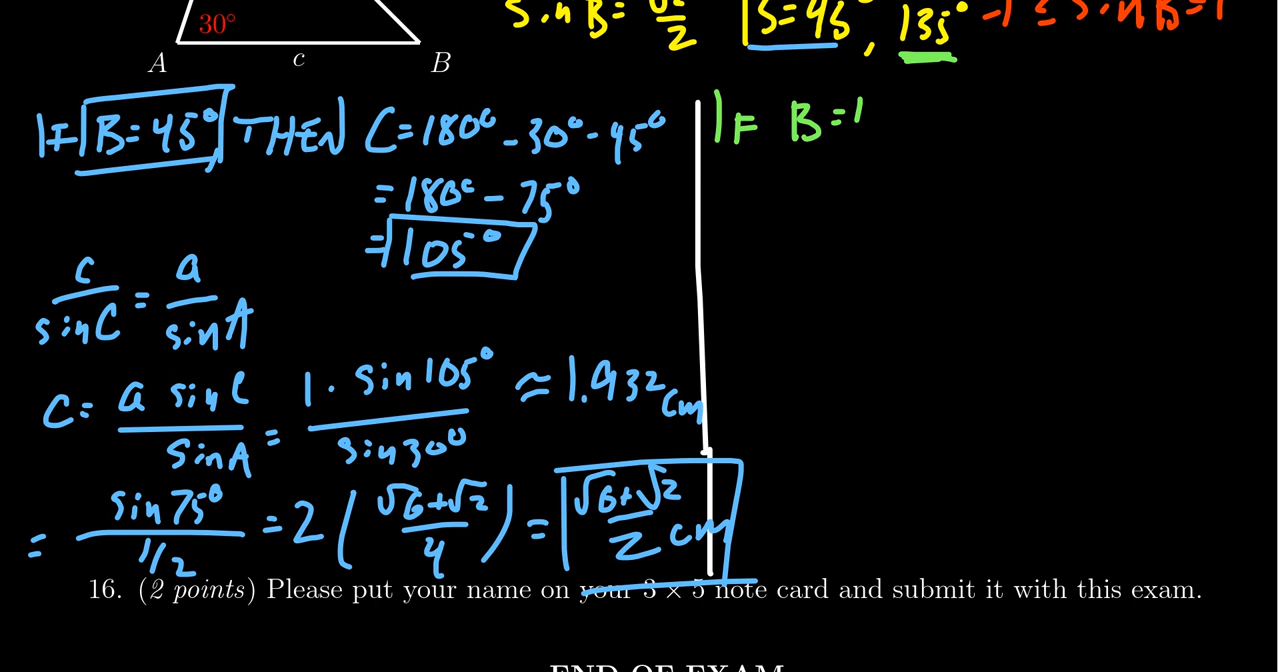 sin B = √2/2 B = 45°, 135° -1 ≤ sin B = 1
30°
A c B
IF B = 45°, THEN C = 180° - 30° - 45°
= 180° - 75°
= 105°
c/sin C = a/sin A
c = a sin C/sin A = 1 · sin 105°/sin 30° ≈ 1.932 cm
= sin 75°/1/2 = 2 (√6+√2/4) = √6+√2/2 cm
IF B = 1
16. (2 points) Please put your name on your 3 × 5 note card and submit it with this exam.
END OF EXAM